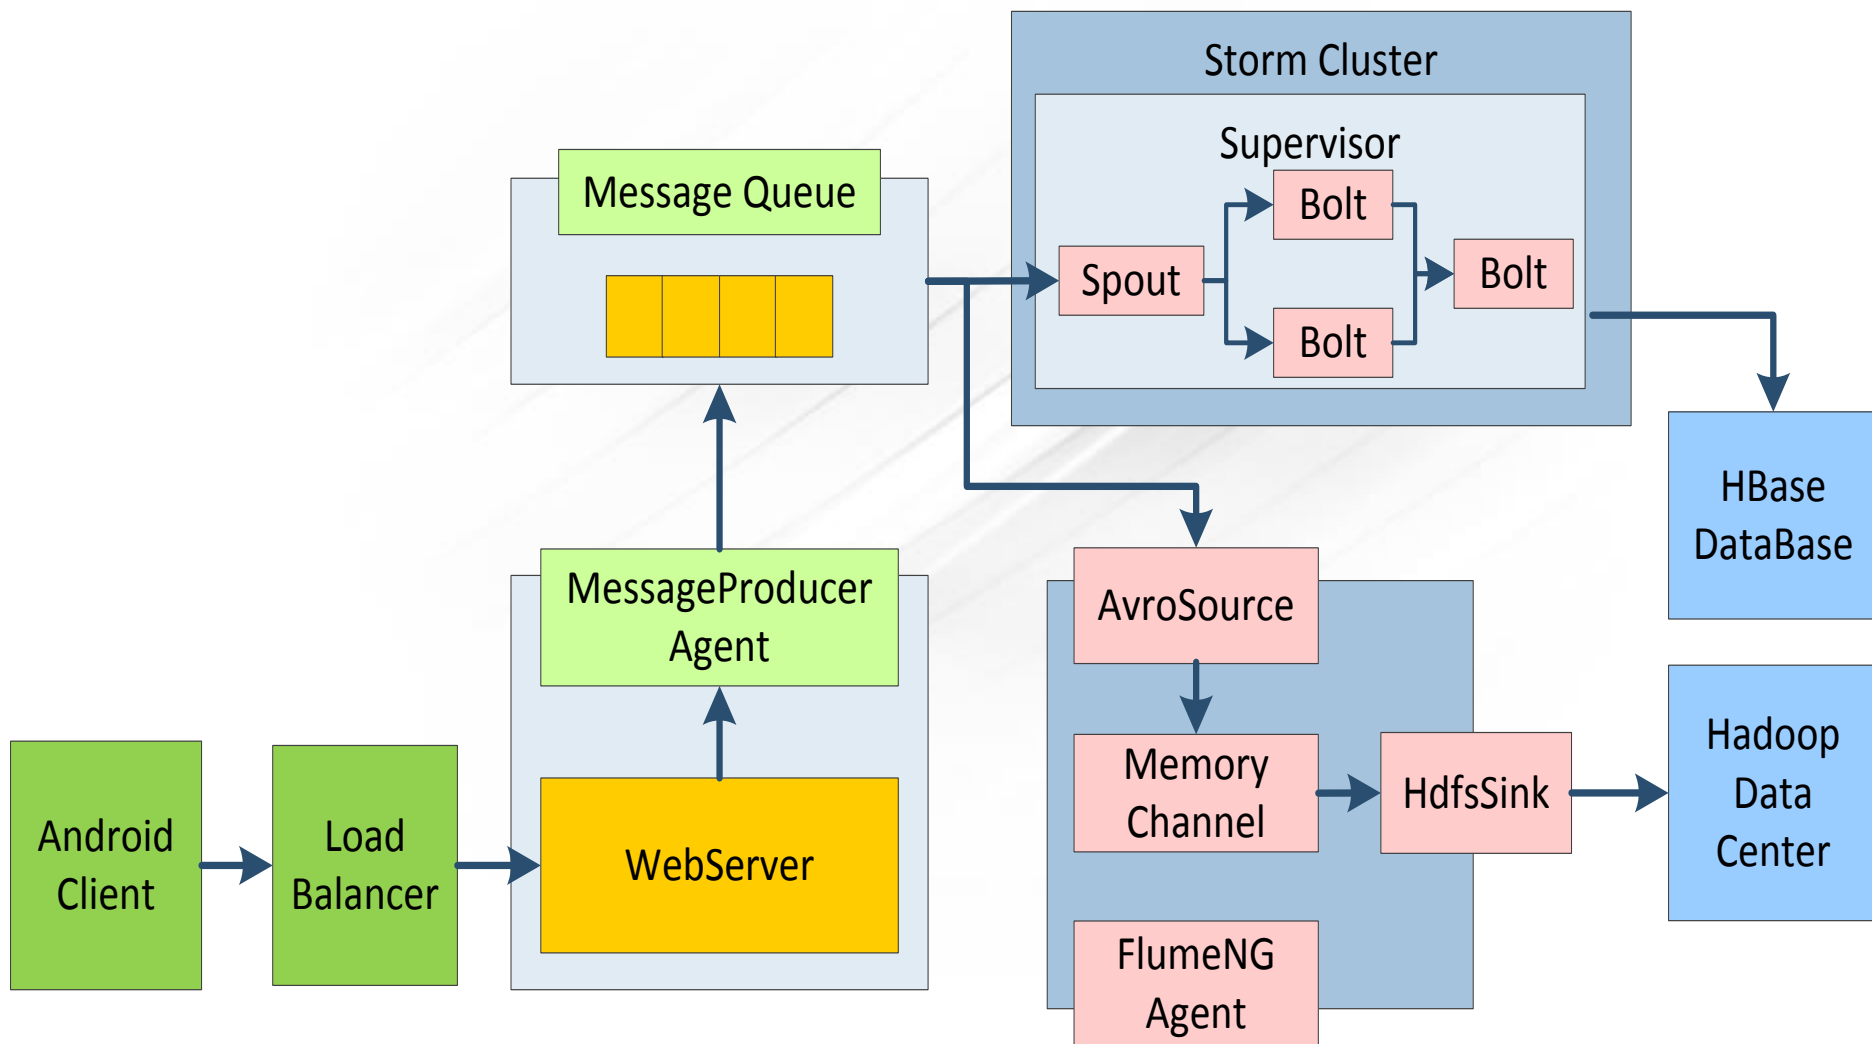 Storm Cluster
Supervisor
Message Queue
Bolt
Spout
Bolt
Bolt
HBase
DataBase
MessageProducer
Agent
AvroSource
Memory
Channel
HdfsSink
Hadoop
Data
Center
Android
Client
Load
Balancer
WebServer
FlumeNG
Agent